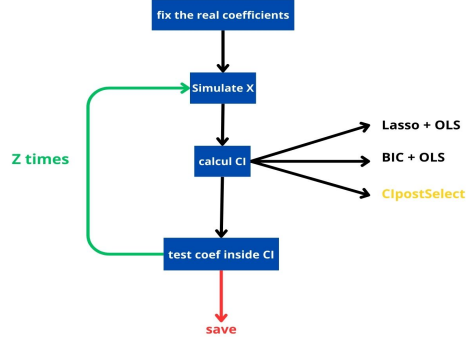 fix the real coefficients
Simulate X
Z times
calcul CI
Lasso + OLS
BIC + OLS
CIpostSelect
test coef inside CI
save